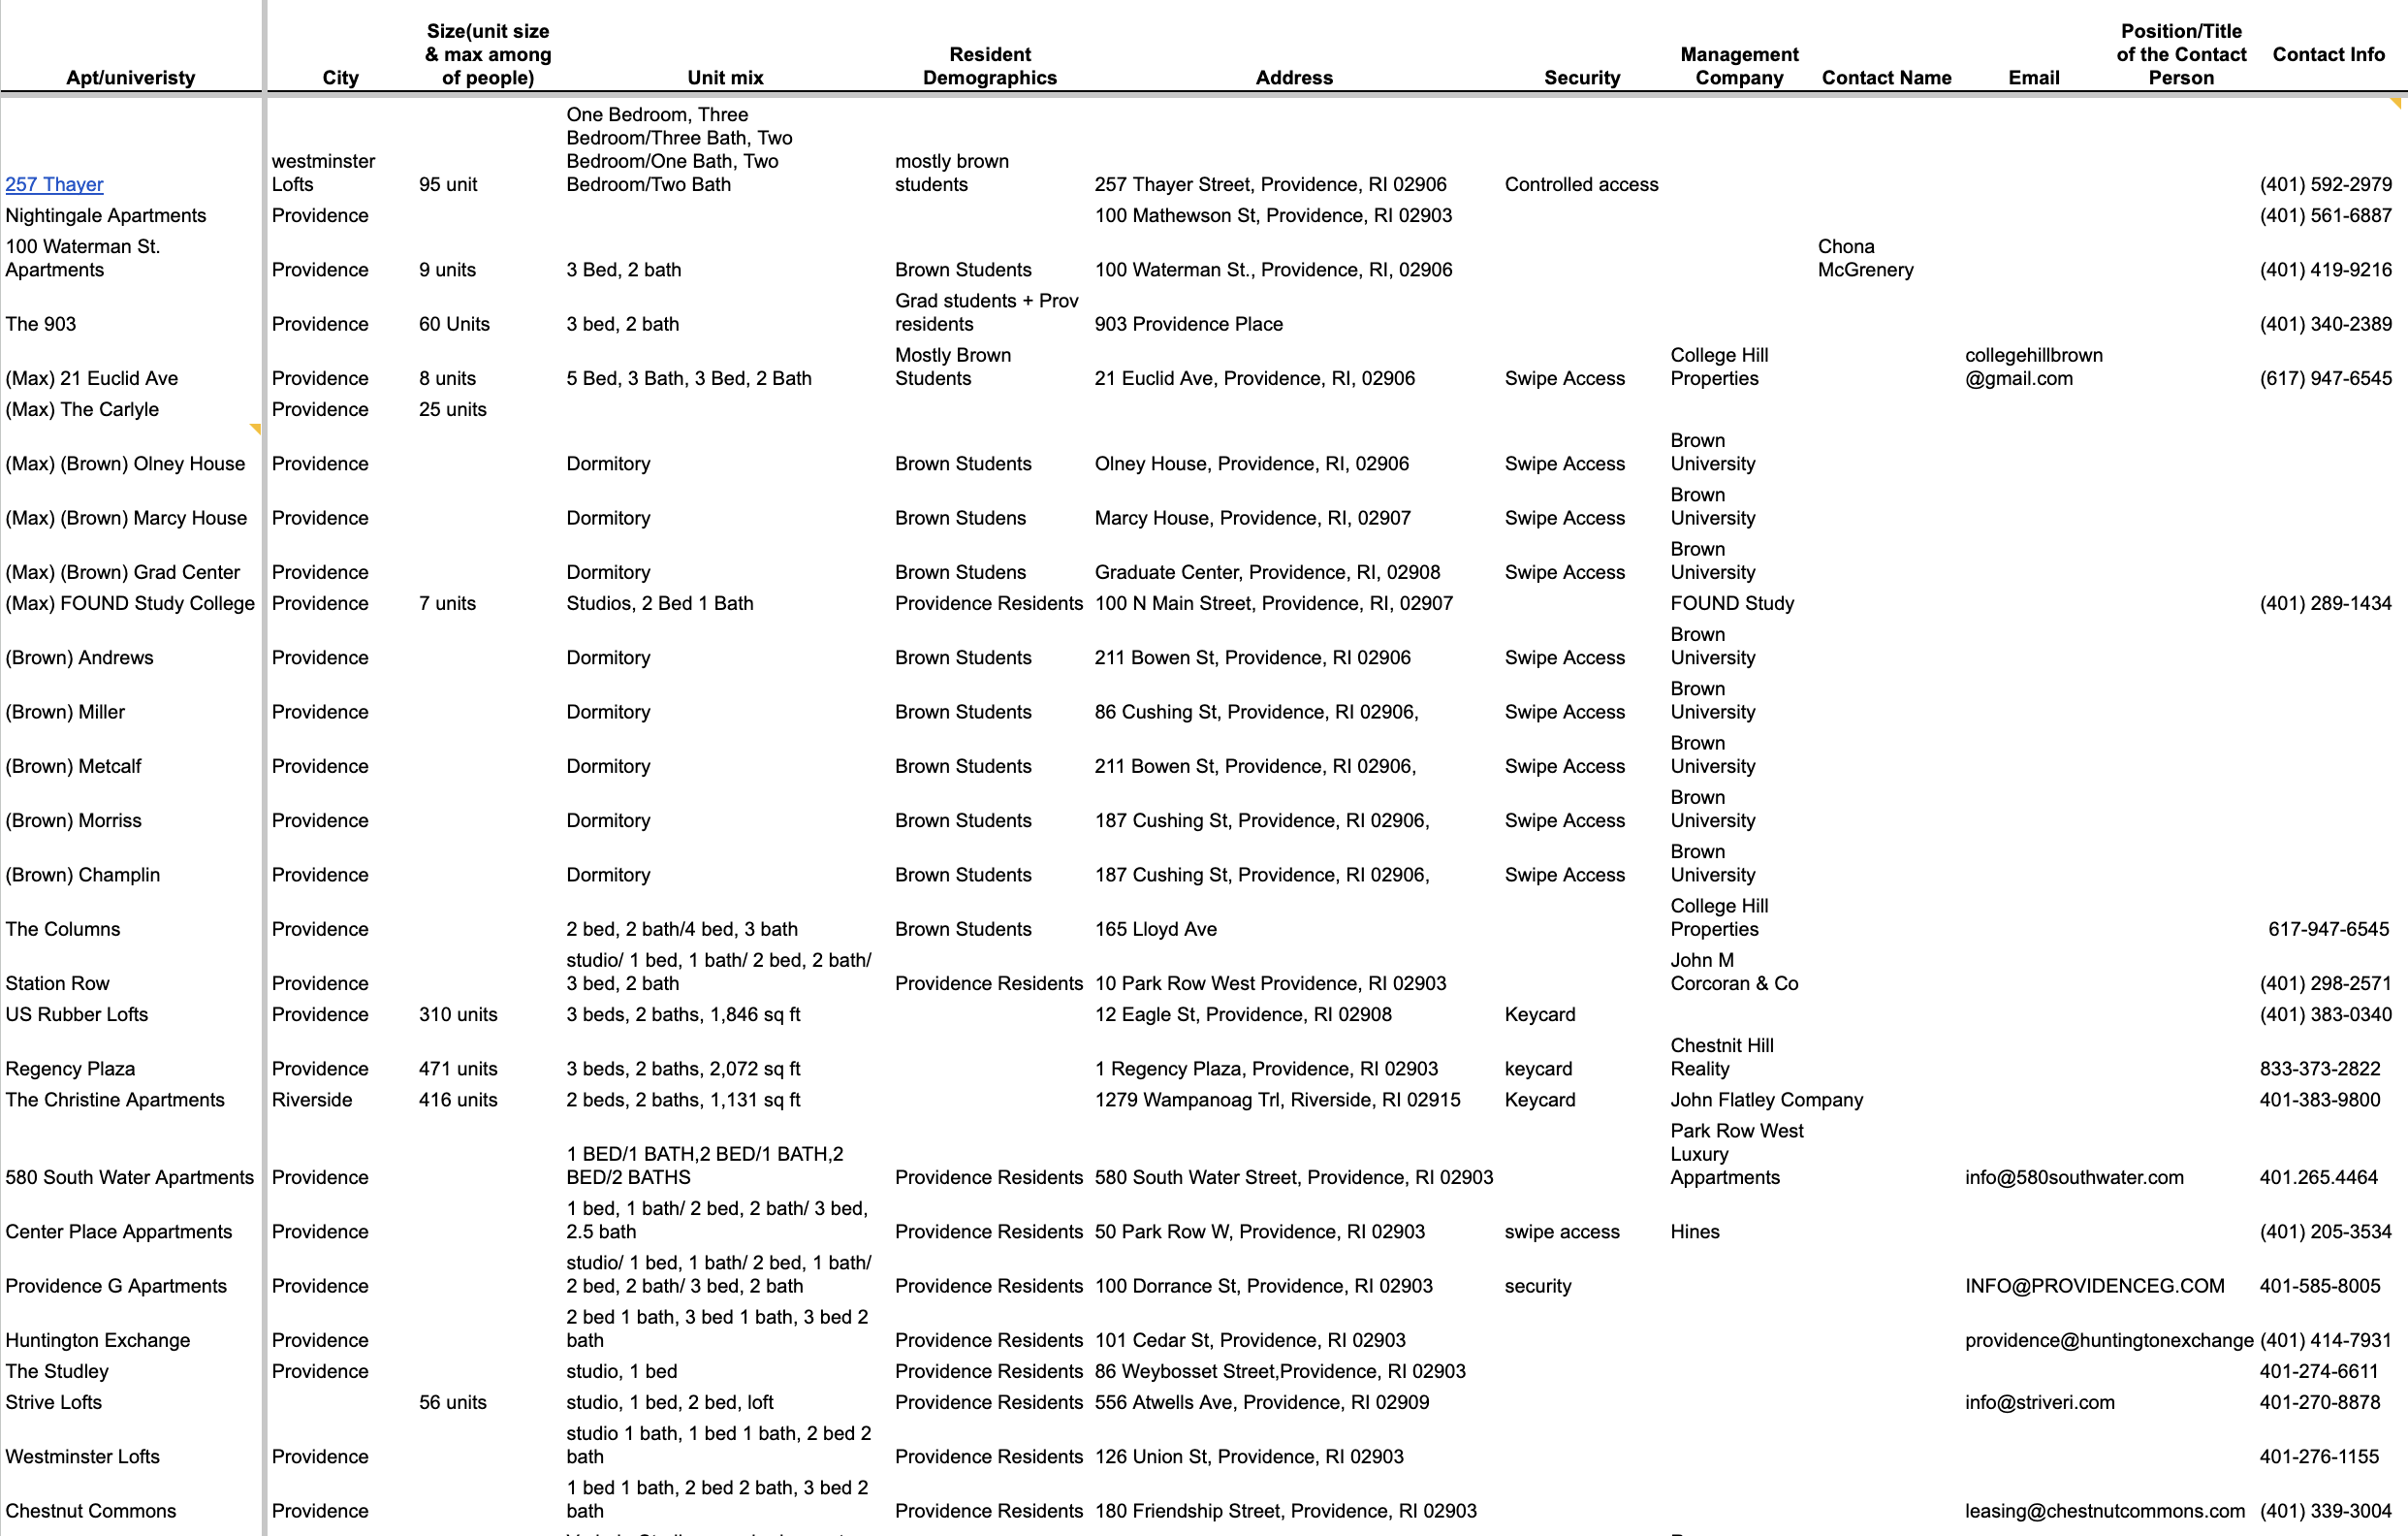 Size(unit size
& max among
of people)
Position/Title
of the Contact
Person
Resident
Demographics
Management
Company
Apt/univeristy City Unit mix Address Security Contact Name Email Contact Info
One Bedroom, Three
Bedroom/Three Bath, Two
Bedroom/One Bath, Two
Bedroom/Two Bath
westminster
Lofts
mostly brown
students
257 Thayer 95 unit 257 Thayer Street, Providence, RI 02906 Controlled access (401) 592-2979
Nightingale Apartments Providence 100 Mathewson St, Providence, RI 02903 (401) 561-6887
100 Waterman St.
Apartments Providence 9 units 3 Bed, 2 bath Brown Students 100 Waterman St., Providence, RI, 02906 Chona
McGrenery (401) 419-9216
Grad students + Prov
residents
The 903 Providence 60 Units 3 bed, 2 bath 903 Providence Place (401) 340-2389
Mostly Brown
Students
College Hill
Properties
collegehillbrown
@gmail.com
(Max) 21 Euclid Ave Providence 8 units 5 Bed, 3 Bath, 3 Bed, 2 Bath 21 Euclid Ave, Providence, RI, 02906 Swipe Access (617) 947-6545
(Max) The Carlyle Providence 25 units
Brown
(Max) (Brown) Olney House Providence Dormitory Brown Students Olney House, Providence, RI, 02906 Swipe Access University
Brown
(Max) (Brown) Marcy House Providence Dormitory Brown Studens Marcy House, Providence, RI, 02907 Swipe Access University
Brown
(Max) (Brown) Grad Center Providence Dormitory Brown Studens Graduate Center, Providence, RI, 02908 Swipe Access University
(Max) FOUND Study College Providence 7 units Studios, 2 Bed 1 Bath Providence Residents 100 N Main Street, Providence, RI, 02907 FOUND Study (401) 289-1434
Brown
(Brown) Andrews Providence Dormitory Brown Students 211 Bowen St, Providence, RI 02906 Swipe Access University
Brown
(Brown) Miller Providence Dormitory Brown Students 86 Cushing St, Providence, RI 02906, Swipe Access University
Brown
(Brown) Metcalf Providence Dormitory Brown Students 211 Bowen St, Providence, RI 02906, Swipe Access University
Brown
(Brown) Morriss Providence Dormitory Brown Students 187 Cushing St, Providence, RI 02906, Swipe Access University
Brown
(Brown) Champlin Providence Dormitory Brown Students 187 Cushing St, Providence, RI 02906, Swipe Access University
College Hill
The Columns Providence 2 bed, 2 bath/4 bed, 3 bath Brown Students 165 Lloyd Ave Properties 617-947-6545
studio/ 1 bed, 1 bath/ 2 bed, 2 bath/ John M
Station Row Providence 3 bed, 2 bath Providence Residents 10 Park Row West Providence, RI 02903 Corcoran & Co (401) 298-2571
US Rubber Lofts Providence 310 units 3 beds, 2 baths, 1,846 sq ft 12 Eagle St, Providence, RI 02908 Keycard (401) 383-0340
Chestnit Hill
Regency Plaza Providence 471 units 3 beds, 2 baths, 2,072 sq ft 1 Regency Plaza, Providence, RI 02903 keycard Reality 833-373-2822
The Christine Apartments Riverside 416 units 2 beds, 2 baths, 1,131 sq ft 1279 Wampanoag Trl, Riverside, RI 02915 Keycard John Flatley Company 401-383-9800
Park Row West
1 BED/1 BATH,2 BED/1 BATH,2 Luxury
580 South Water Apartments Providence BED/2 BATHS Providence Residents 580 South Water Street, Providence, RI 02903 Appartments info@580southwater.com 401.265.4464
1 bed, 1 bath/ 2 bed, 2 bath/ 3 bed,
Center Place Appartments Providence 2.5 bath Providence Residents 50 Park Row W, Providence, RI 02903 swipe access Hines (401) 205-3534
studio/ 1 bed, 1 bath/ 2 bed, 1 bath/
Providence G Apartments Providence 2 bed, 2 bath/ 3 bed, 2 bath Providence Residents 100 Dorrance St, Providence, RI 02903 security INFO@PROVIDENCEG.COM 401-585-8005
2 bed 1 bath, 3 bed 1 bath, 3 bed 2
Huntington Exchange Providence bath Providence Residents 101 Cedar St, Providence, RI 02903 providence@huntingtonexchange (401) 414-7931
The Studley Providence studio, 1 bed Providence Residents 86 Weybosset Street,Providence, RI 02903 401-274-6611
Strive Lofts 56 units studio, 1 bed, 2 bed, loft Providence Residents 556 Atwells Ave, Providence, RI 02909 info@striveri.com 401-270-8878
studio 1 bath, 1 bed 1 bath, 2 bed 2
Westminster Lofts Providence bath Providence Residents 126 Union St, Providence, RI 02903 401-276-1155
1 bed 1 bath, 2 bed 2 bath, 3 bed 2
Chestnut Commons Providence bath Providence Residents 180 Friendship Street, Providence, RI 02903 leasing@chestnutcommons.com (401) 339-3004